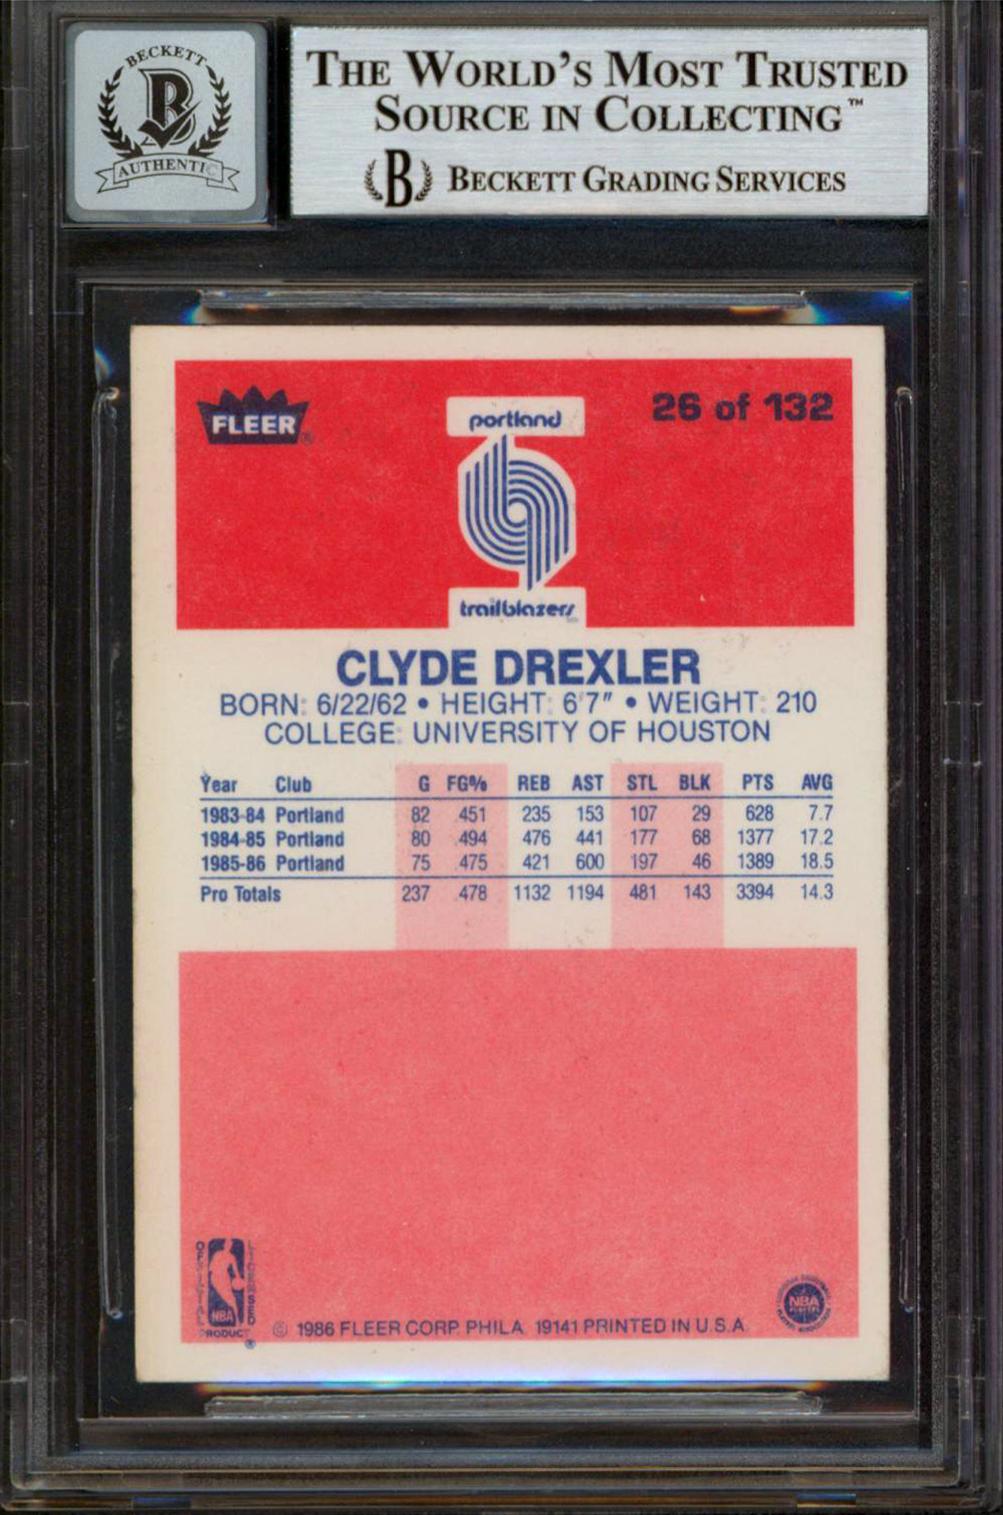 BECKETT
B
AUTHENTIC
THE WORLD'S MOST TRUSTED
SOURCE IN COLLECTING™
B BECKETT GRADING SERVICES
FLEER®
portland
26 of 132
trailblazers
CLYDE DREXLER
BORN: 6/22/62 • HEIGHT: 6'7" • WEIGHT: 210
COLLEGE: UNIVERSITY OF HOUSTON
Year Club G FG% REB AST STL BLK PTS AVG
1983-84 Portland 82 .451 235 153 107 29 628 7.7
1984-85 Portland 80 .494 476 441 177 68 1377 17.2
1985-86 Portland 75 .475 421 600 197 46 1389 18.5
Pro Totals 237 .478 1132 1194 481 143 3394 14.3
OFFICIAL
LICENSED
NBA
PRODUCT®
NBA
PLAYERS
© 1986 FLEER CORP. PHILA. 19141 PRINTED IN U.S.A.